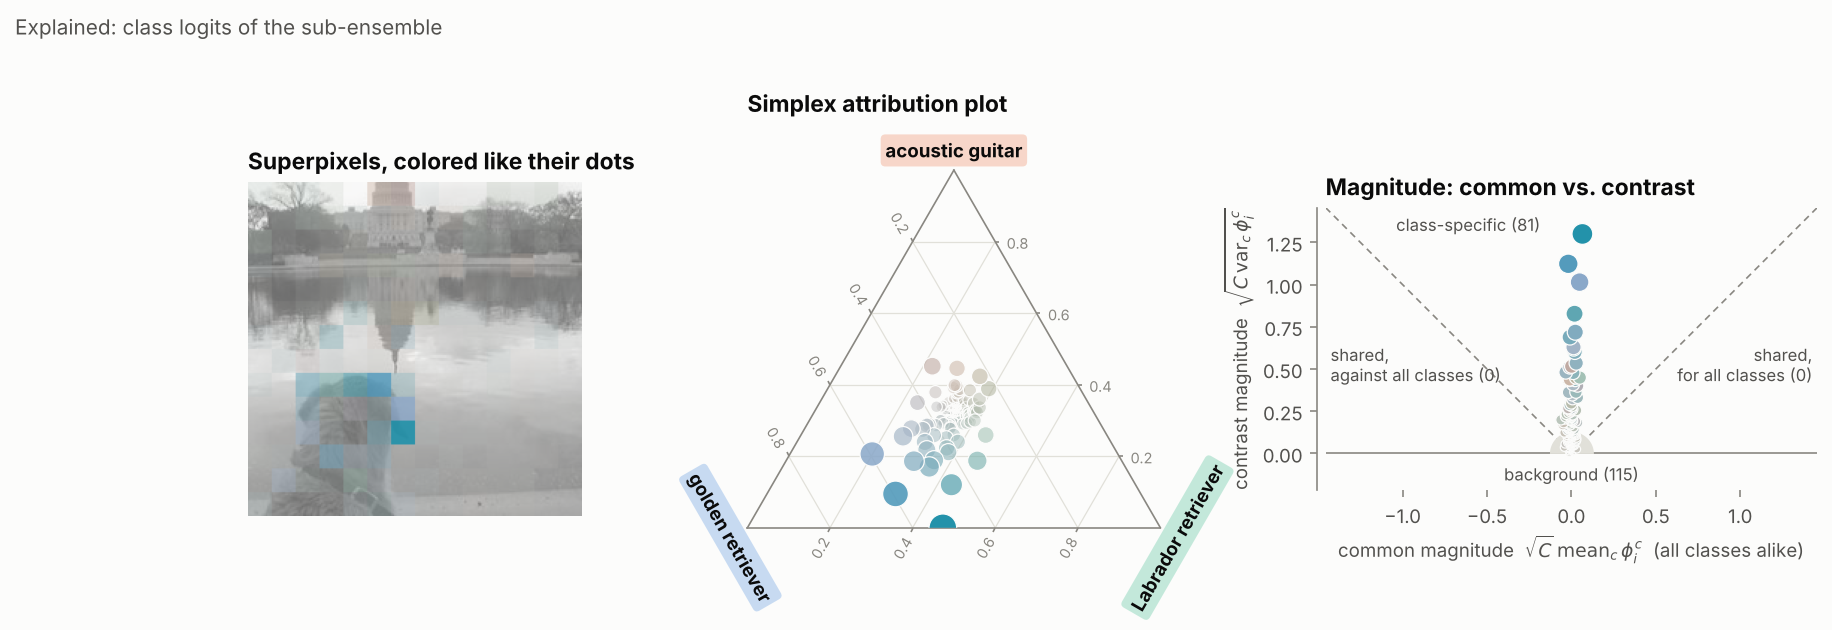 Explained: class logits of the sub-ensemble
Superpixels, colored like their dots
Simplex attribution plot
acoustic guitar
golden retriever
Labrador retriever
0.2
0.4
0.6
0.8
0.8
0.6
0.4
0.2
0.2
0.4
0.6
0.8
Magnitude: common vs. contrast
contrast magnitude √C var_c ϕ_i^c
1.25
1.00
0.75
0.50
0.25
0.00
class-specific (81)
shared,
against all classes (0)
shared,
for all classes (0)
background (115)
−1.0
−0.5
0.0
0.5
1.0
common magnitude √C mean_c ϕ_i^c (all classes alike)